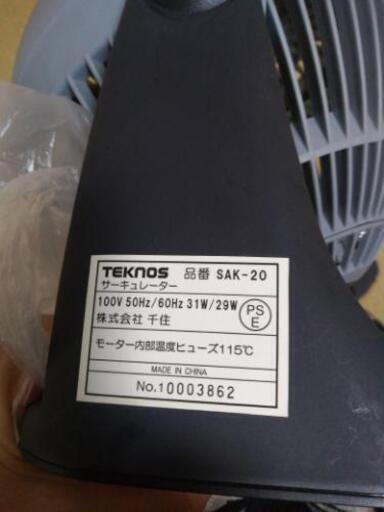 TEKNOS 品番 SAK-20
サーキュレーター
100V 50Hz/60Hz 31W/29W
株式会社 千住
PS
E
モーター内部温度ヒューズ115℃
MADE IN CHINA
No.10003862